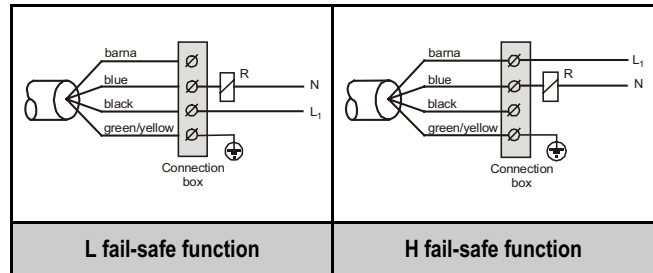 barna
blue
R
N
black
L₁
green/yellow
Connection
box
L fail-safe function
barna
L₁
blue
R
N
black
green/yellow
Connection
box
H fail-safe function